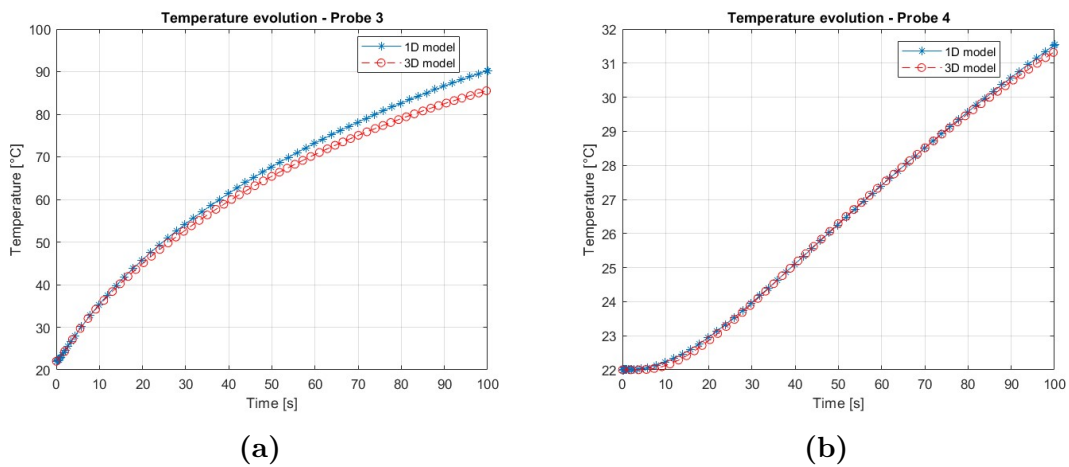 Temperature evolution - Probe 3
100
90
80
70
60
50
40
30
20
Temperature [°C]
1D model
3D model
0 10 20 30 40 50 60 70 80 90 100
Time [s]
(a)
Temperature evolution - Probe 4
32
31
30
29
28
27
26
25
24
23
22
Temperature [°C]
1D model
3D model
0 10 20 30 40 50 60 70 80 90 100
Time [s]
(b)